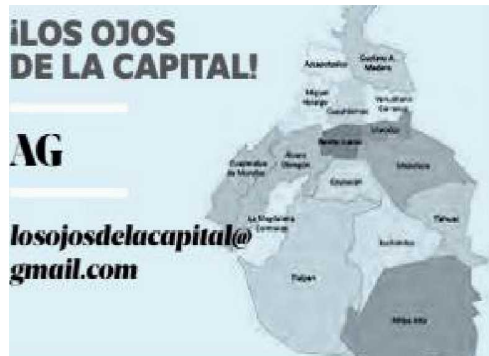 ¡LOS OJOS
DE LA CAPITAL!
AG
losojosdelacapital@
gmail.com
Azcapotzalco
Gustavo A.
Madero
Miguel
Hidalgo
Cuauhtémoc
Venustiano
Carranza
Benito Juárez
Iztacalco
Cuajimalpa
de Morelos
Álvaro
Obregón
Iztapalapa
Coyoacán
La Magdalena
Contreras
Tláhuac
Xochimilco
Tlalpan
Milpa Alta